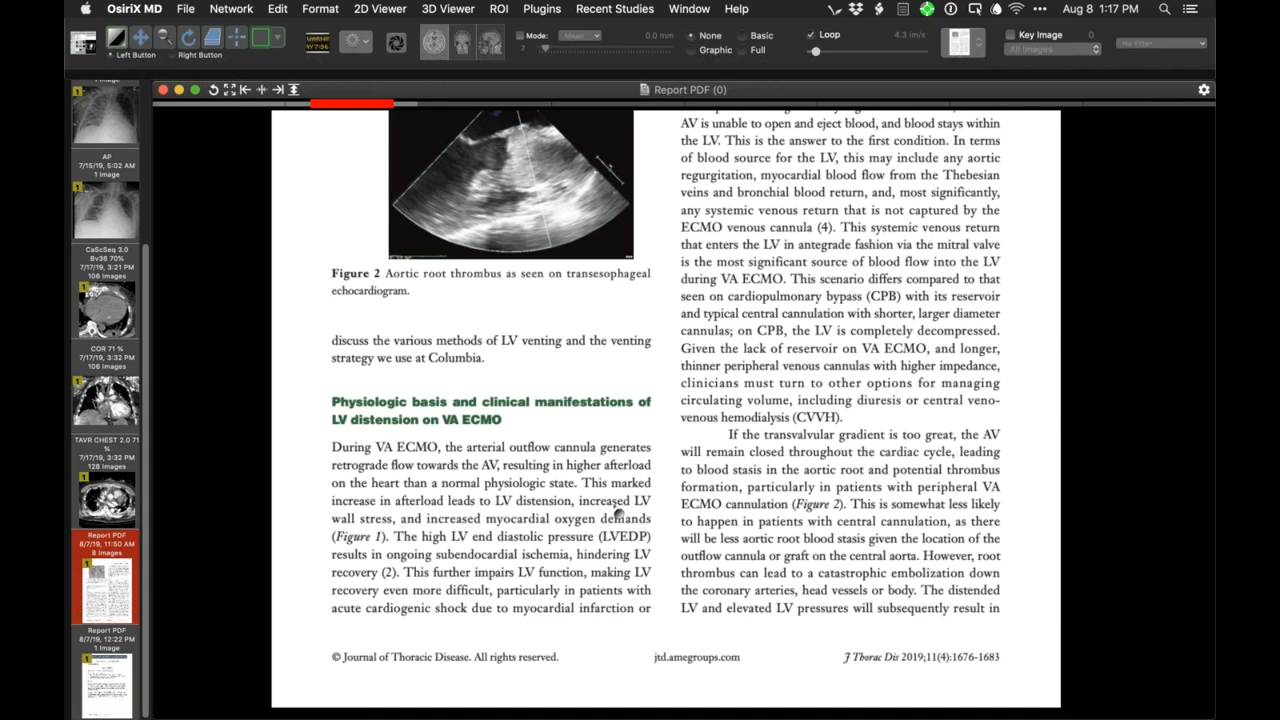 OsiriX MD File Network Edit Format 2D Viewer 3D Viewer ROI Plugins Recent Studies Window Help Aug 8 1:17 PM
Mode: Mean 0.0 mm None Basic Loop 4.3 im/s Key Image 0 No Filter
7 Graphic Full All Images
Left Button Right Button
Report PDF (0)
1 Image
AP
7/15/19, 5:02 AM
1 Image
CaScSeq 3.0
Bv36 70%
7/17/19, 3:21 PM
106 Images
COR 71 %
7/17/19, 3:32 PM
106 Images
TAVR CHEST 2.0 71
%
7/17/19, 3:32 PM
128 Images
Report PDF
8/7/19, 11:50 AM
8 Images
Report PDF
8/7/19, 12:22 PM
1 Image
Figure 2 Aortic root thrombus as seen on transesophageal
echocardiogram.
discuss the various methods of LV venting and the venting
strategy we use at Columbia.
Physiologic basis and clinical manifestations of
LV distension on VA ECMO
During VA ECMO, the arterial outflow cannula generates
retrograde flow towards the AV, resulting in higher afterload
on the heart than a normal physiologic state. This marked
increase in afterload leads to LV distension, increased LV
wall stress, and increased myocardial oxygen demands
(Figure 1). The high LV end diastolic pressure (LVEDP)
results in ongoing subendocardial ischemia, hindering LV
recovery (2). This further impairs LV function, making LV
recovery even more difficult, particularly in patients with
acute cardiogenic shock due to myocardial infarction or
AV is unable to open and eject blood, and blood stays within
the LV. This is the answer to the first condition. In terms
of blood source for the LV, this may include any aortic
regurgitation, myocardial blood flow from the Thebesian
veins and bronchial blood return, and, most significantly,
any systemic venous return that is not captured by the
ECMO venous cannula (4). This systemic venous return
that enters the LV in antegrade fashion via the mitral valve
is the most significant source of blood flow into the LV
during VA ECMO. This scenario differs compared to that
seen on cardiopulmonary bypass (CPB) with its reservoir
and typical central cannulation with shorter, larger diameter
cannulas; on CPB, the LV is completely decompressed.
Given the lack of reservoir on VA ECMO, and longer,
thinner peripheral venous cannulas with higher impedance,
clinicians must turn to other options for managing
circulating volume, including diuresis or central veno-
venous hemodialysis (CVVH).
If the transvalvular gradient is too great, the AV
will remain closed throughout the cardiac cycle, leading
to blood stasis in the aortic root and potential thrombus
formation, particularly in patients with peripheral VA
ECMO cannulation (Figure 2). This is somewhat less likely
to happen in patients with central cannulation, as there
will be less aortic root blood stasis given the location of the
outflow cannula or graft on the central aorta. However, root
thrombus can lead to a catastrophic embolization down
the coronary arteries, head vessels or body. The distended
LV and elevated LV pressures will subsequently result in
© Journal of Thoracic Disease. All rights reserved. jtd.amegroups.com J Thorac Dis 2019;11(4):1676-1683